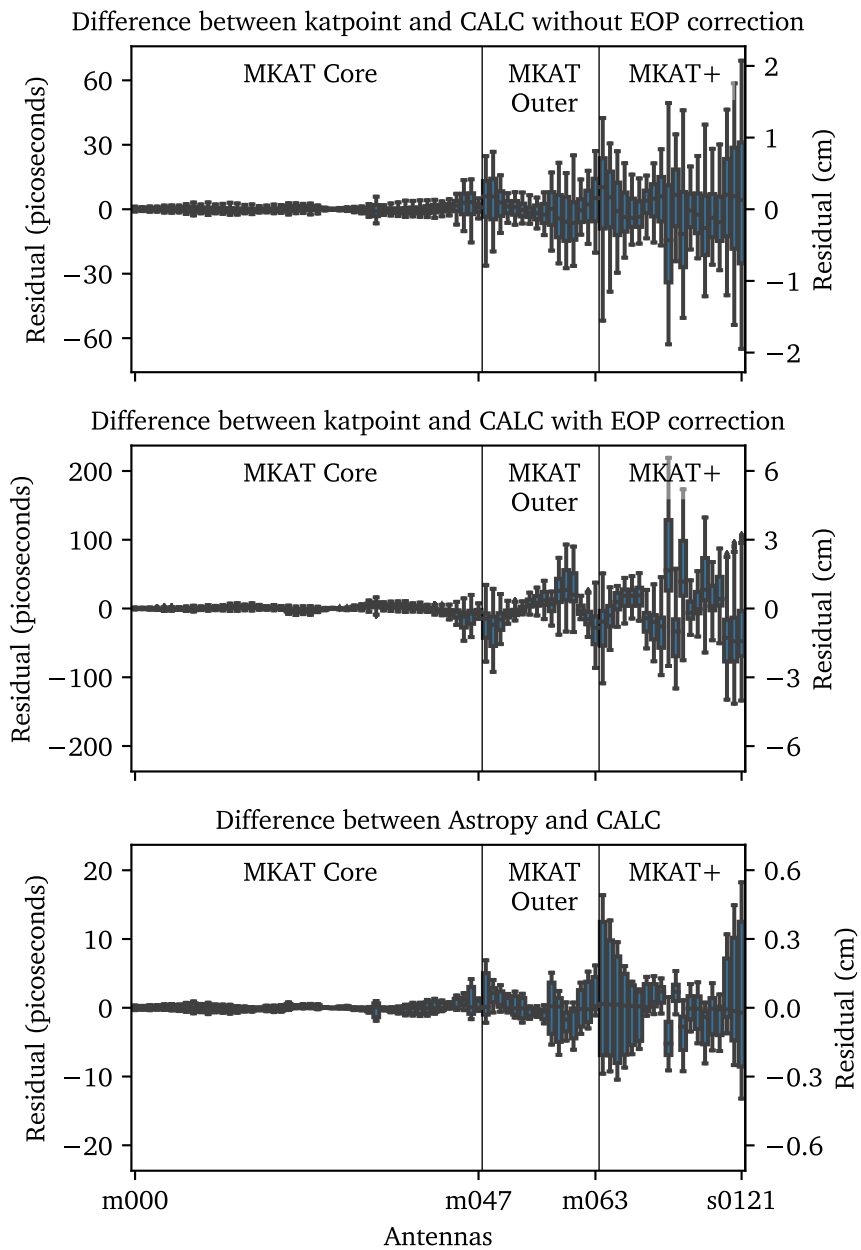 Difference between katpoint and CALC without EOP correction
MKAT Core
MKAT
Outer
MKAT+
60
30
0
−30
−60
Residual (picoseconds)
2
1
0
−1
−2
Residual (cm)
Difference between katpoint and CALC with EOP correction
MKAT Core
MKAT
Outer
MKAT+
200
100
0
−100
−200
Residual (picoseconds)
6
3
0
−3
−6
Residual (cm)
Difference between Astropy and CALC
MKAT Core
MKAT
Outer
MKAT+
20
10
0
−10
−20
Residual (picoseconds)
0.6
0.3
0.0
−0.3
−0.6
Residual (cm)
m000
m047
m063
s0121
Antennas